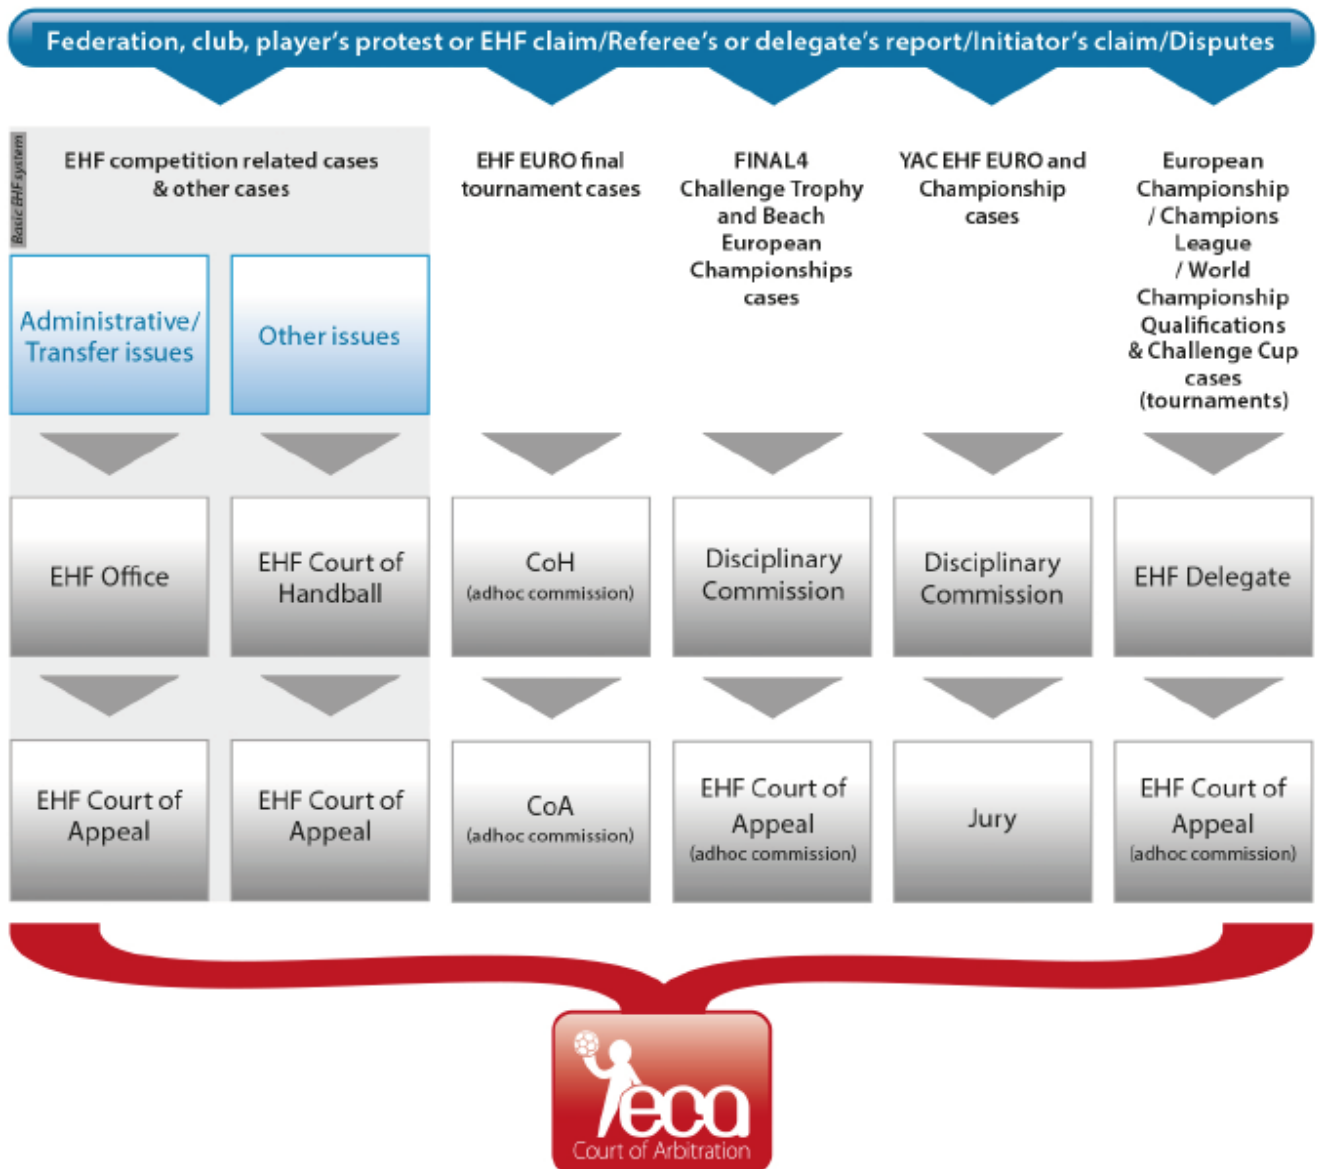 Federation, club, player's protest or EHF claim/Referee's or delegate's report/Initiator's claim/Disputes
Basic EHF system
EHF competition related cases
& other cases
EHF EURO final
tournament cases
FINAL4
Challenge Trophy
and Beach
European
Championships
cases
YAC EHF EURO and
Championship
cases
European
Championship
/ Champions
League
/ World
Championship
Qualifications
& Challenge Cup
cases
(tournaments)
Administrative/
Transfer issues
Other issues
EHF Office
EHF Court of
Handball
CoH
(adhoc commission)
Disciplinary
Commission
Disciplinary
Commission
EHF Delegate
EHF Court of
Appeal
EHF Court of
Appeal
CoA
(adhoc commission)
EHF Court of
Appeal
(adhoc commission)
Jury
EHF Court of
Appeal
(adhoc commission)
eca
Court of Arbitration